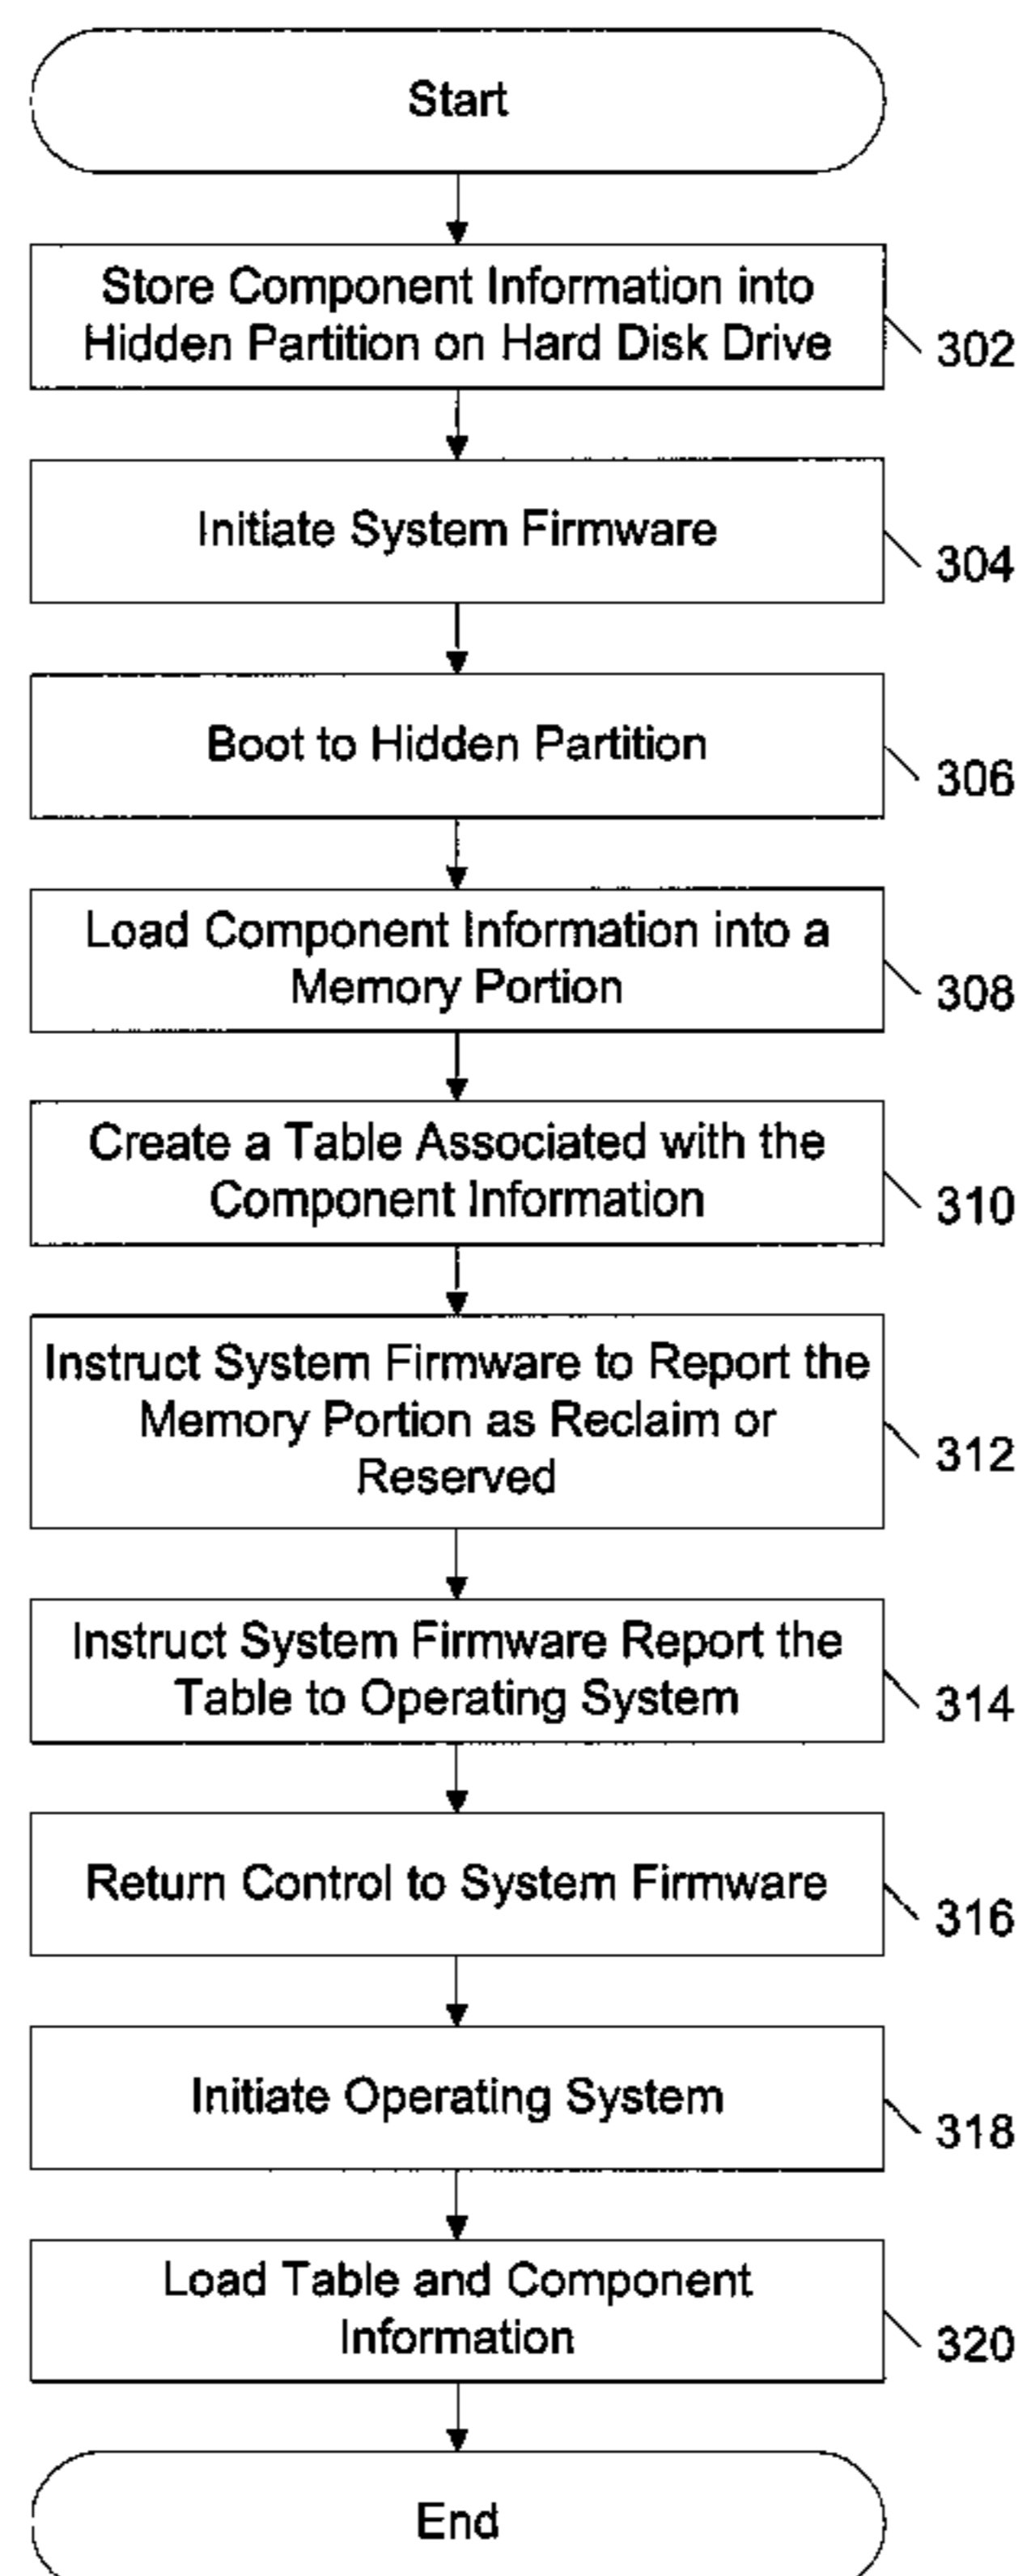 Start
Store Component Information into
Hidden Partition on Hard Disk Drive
302
Initiate System Firmware
304
Boot to Hidden Partition
306
Load Component Information into a
Memory Portion
308
Create a Table Associated with the
Component Information
310
Instruct System Firmware to Report the
Memory Portion as Reclaim or
Reserved
312
Instruct System Firmware Report the
Table to Operating System
314
Return Control to System Firmware
316
Initiate Operating System
318
Load Table and Component
Information
320
End